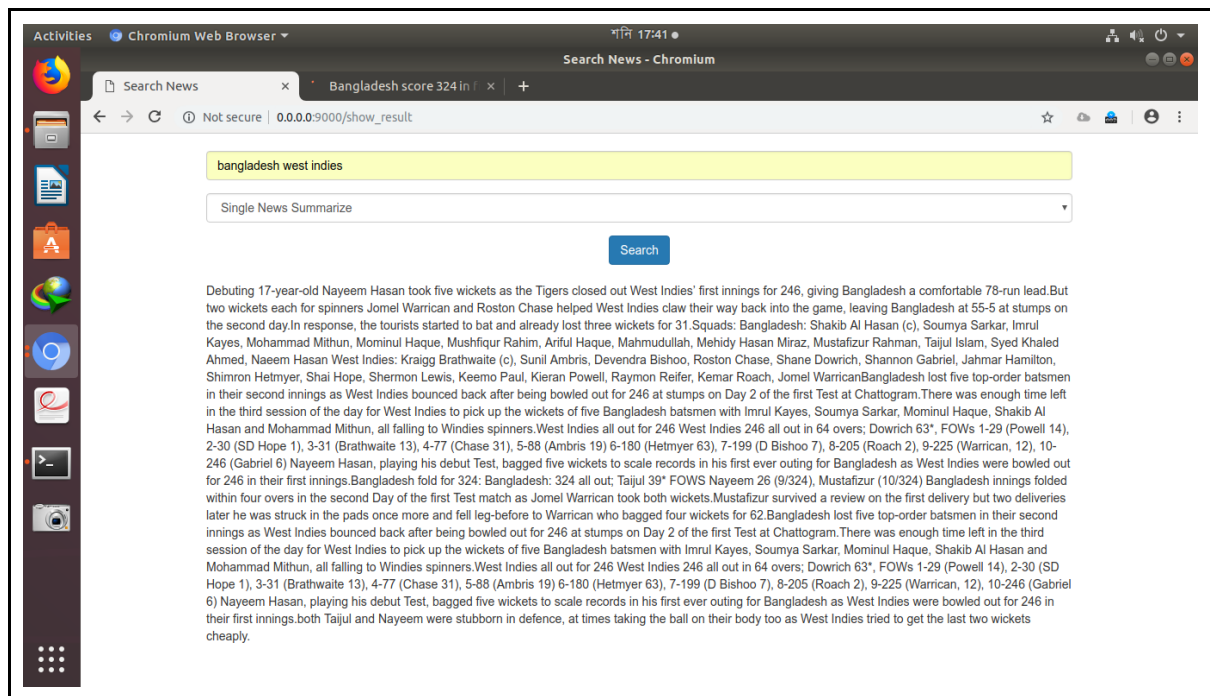 Activities Chromium Web Browser শনি 17:41
Search News - Chromium
Search News Bangladesh score 324 in
Not secure 0.0.0.0:9000/show_result
bangladesh west indies
Single News Summarize
Search
Debuting 17-year-old Nayeem Hasan took five wickets as the Tigers closed out West Indies' first innings for 246, giving Bangladesh a comfortable 78-run lead.But
two wickets each for spinners Jomel Warrican and Roston Chase helped West Indies claw their way back into the game, leaving Bangladesh at 55-5 at stumps on
the second day.In response, the tourists started to bat and already lost three wickets for 31.Squads: Bangladesh: Shakib Al Hasan (c), Soumya Sarkar, Imrul
Kayes, Mohammad Mithun, Mominul Haque, Mushfiqur Rahim, Ariful Haque, Mahmudullah, Mehidy Hasan Miraz, Mustafizur Rahman, Taijul Islam, Syed Khaled
Ahmed, Naeem Hasan West Indies: Kraigg Brathwaite (c), Sunil Ambris, Devendra Bishoo, Roston Chase, Shane Dowrich, Shannon Gabriel, Jahmar Hamilton,
Shimron Hetmyer, Shai Hope, Shermon Lewis, Keemo Paul, Kieran Powell, Raymon Reifer, Kemar Roach, Jomel WarricanBangladesh lost five top-order batsmen
in their second innings as West Indies bounced back after being bowled out for 246 at stumps on Day 2 of the first Test at Chattogram.There was enough time left
in the third session of the day for West Indies to pick up the wickets of five Bangladesh batsmen with Imrul Kayes, Soumya Sarkar, Mominul Haque, Shakib Al
Hasan and Mohammad Mithun, all falling to Windies spinners.West Indies all out for 246 West Indies 246 all out in 64 overs; Dowrich 63*, FOWs 1-29 (Powell 14),
2-30 (SD Hope 1), 3-31 (Brathwaite 13), 4-77 (Chase 31), 5-88 (Ambris 19) 6-180 (Hetmyer 63), 7-199 (D Bishoo 7), 8-205 (Roach 2), 9-225 (Warrican, 12), 10-
246 (Gabriel 6) Nayeem Hasan, playing his debut Test, bagged five wickets to scale records in his first ever outing for Bangladesh as West Indies were bowled out
for 246 in their first innings.Bangladesh fold for 324: Bangladesh: 324 all out; Taijul 39* FOWS Nayeem 26 (9/324), Mustafizur (10/324) Bangladesh innings folded
within four overs in the second Day of the first Test match as Jomel Warrican took both wickets.Mustafizur survived a review on the first delivery but two deliveries
later he was struck in the pads once more and fell leg-before to Warrican who bagged four wickets for 62.Bangladesh lost five top-order batsmen in their second
innings as West Indies bounced back after being bowled out for 246 at stumps on Day 2 of the first Test at Chattogram.There was enough time left in the third
session of the day for West Indies to pick up the wickets of five Bangladesh batsmen with Imrul Kayes, Soumya Sarkar, Mominul Haque, Shakib Al Hasan and
Mohammad Mithun, all falling to Windies spinners.West Indies all out for 246 West Indies 246 all out in 64 overs; Dowrich 63*, FOWs 1-29 (Powell 14), 2-30 (SD
Hope 1), 3-31 (Brathwaite 13), 4-77 (Chase 31), 5-88 (Ambris 19) 6-180 (Hetmyer 63), 7-199 (D Bishoo 7), 8-205 (Roach 2), 9-225 (Warrican, 12), 10-246 (Gabriel
6) Nayeem Hasan, playing his debut Test, bagged five wickets to scale records in his first ever outing for Bangladesh as West Indies were bowled out for 246 in
their first innings.both Taijul and Nayeem were stubborn in defence, at times taking the ball on their body too as West Indies tried to get the last two wickets
cheaply.